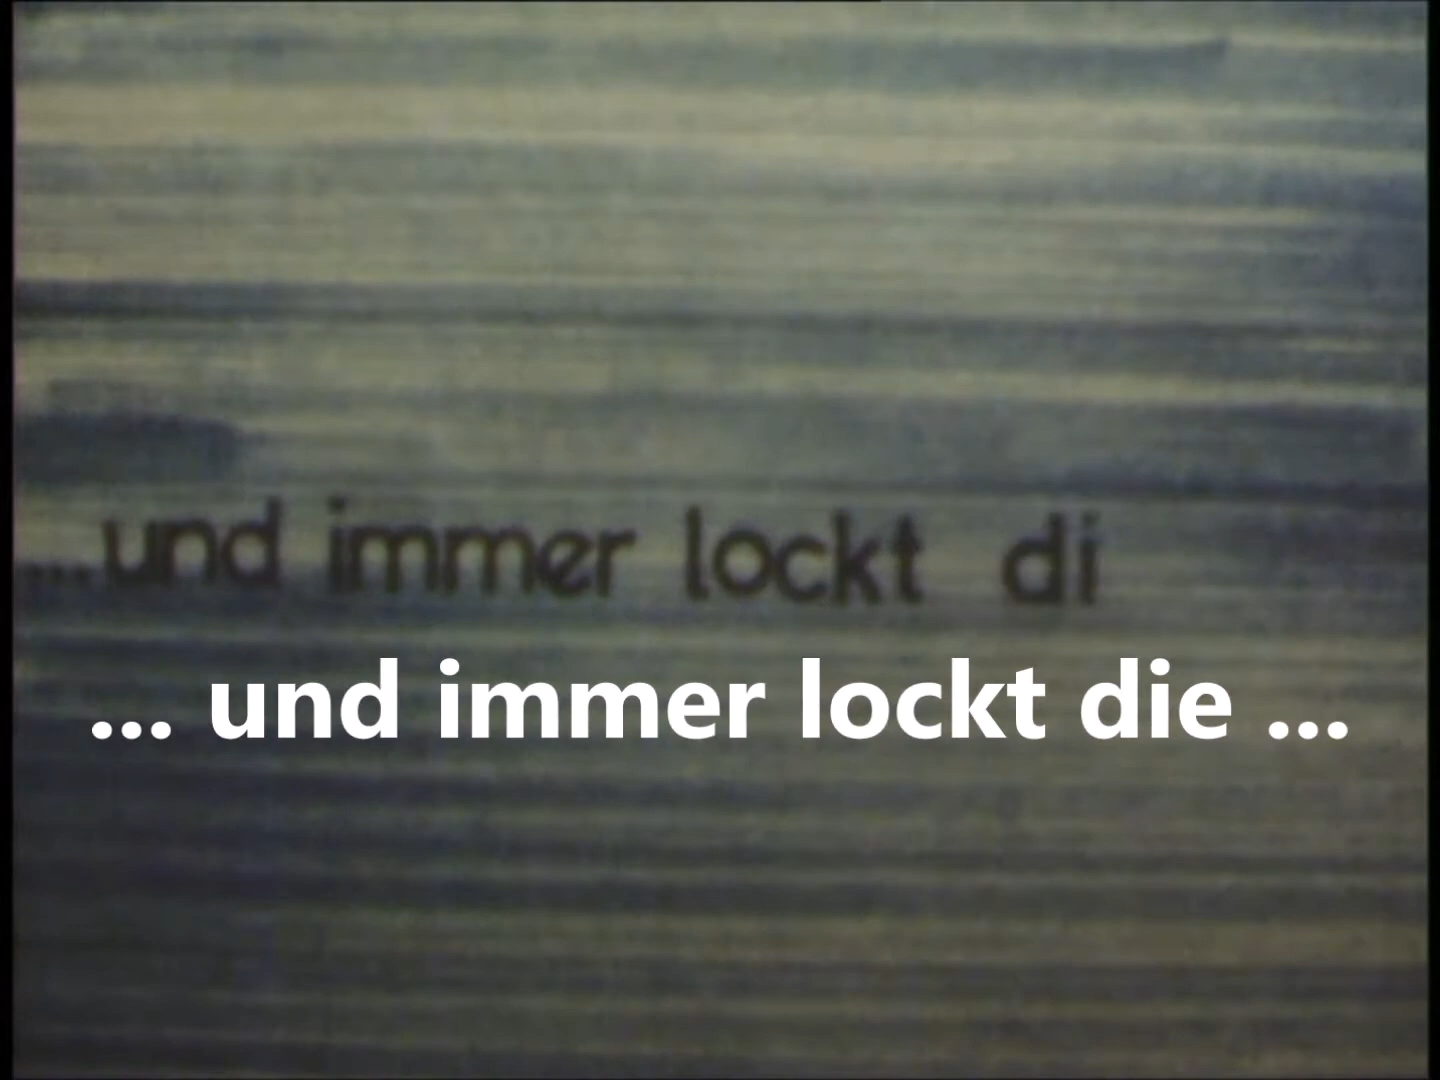 ...und immer lockt di
... und immer lockt die ...